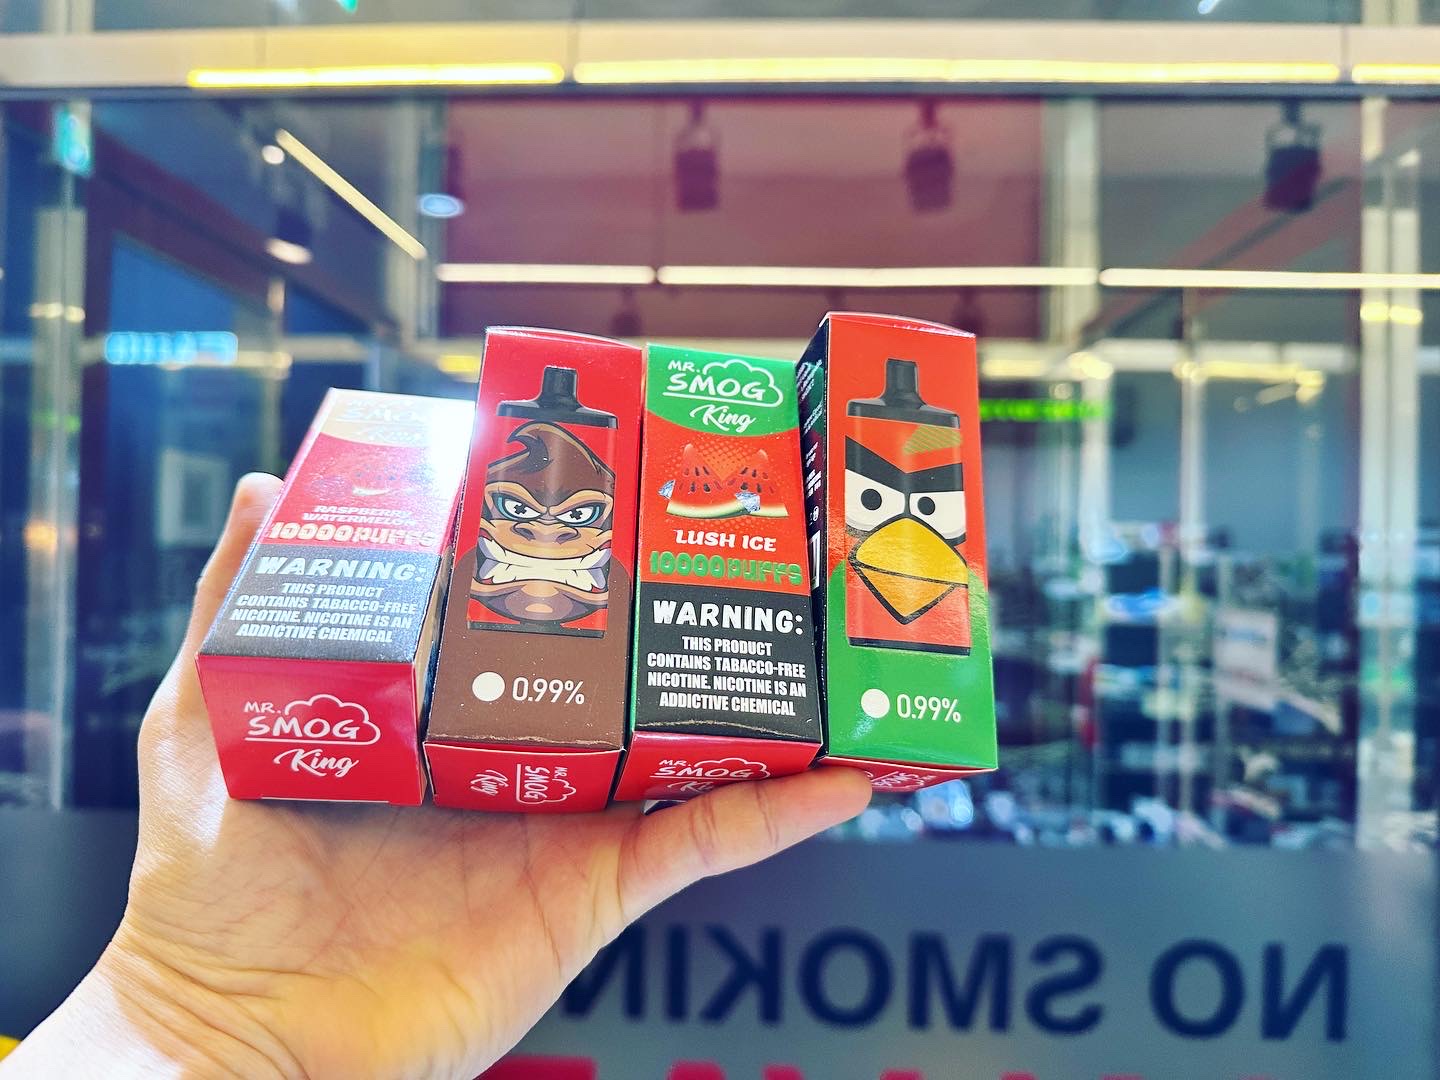 MR.
SMOG
King
RASPBERRY
WATERMELON
10000puffs
WARNING:
THIS PRODUCT
CONTAINS TABACCO-FREE
NICOTINE. NICOTINE IS AN
ADDICTIVE CHEMICAL
MR.
SMOG
King
0.99%
MR.
SMOG
King
MR.
SMOG
King
LUSH ICE
10000puffs
WARNING:
THIS PRODUCT
CONTAINS TABACCO-FREE
NICOTINE. NICOTINE IS AN
ADDICTIVE CHEMICAL
MR.
SMOG
0.99%
MR.
SMOG
NO SMOKIN